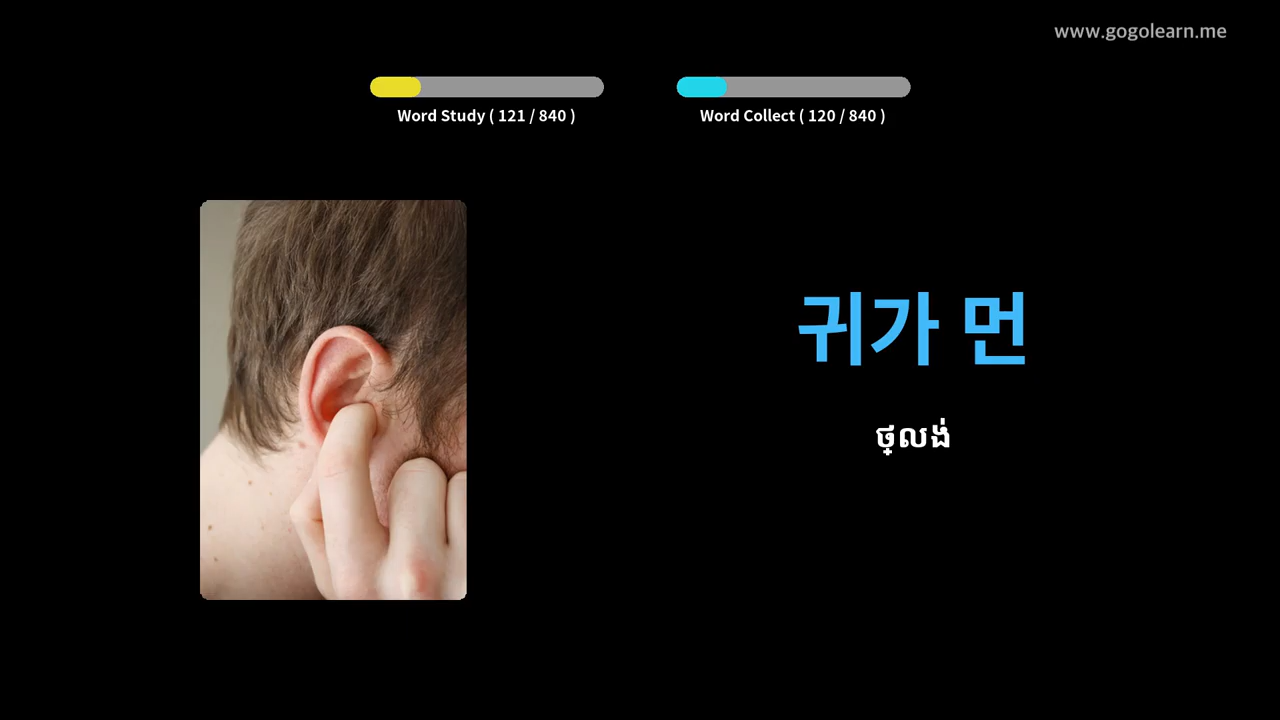 www.gogolearn.me
Word Study ( 121 / 840 )
Word Collect ( 120 / 840 )
귀가 먼
ថ្លង់